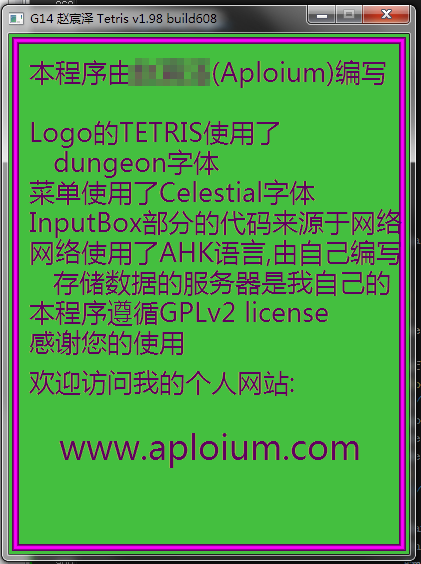 G14 赵宸泽 Tetris v1.98 build608
本程序由(Aploium)编写
Logo的TETRIS使用了
dungeon字体
菜单使用了Celestial字体
InputBox部分的代码来源于网络
网络使用了AHK语言,由自己编写
存储数据的服务器是我自己的
本程序遵循GPLv2 license
感谢您的使用
欢迎访问我的个人网站:
www.aploium.com